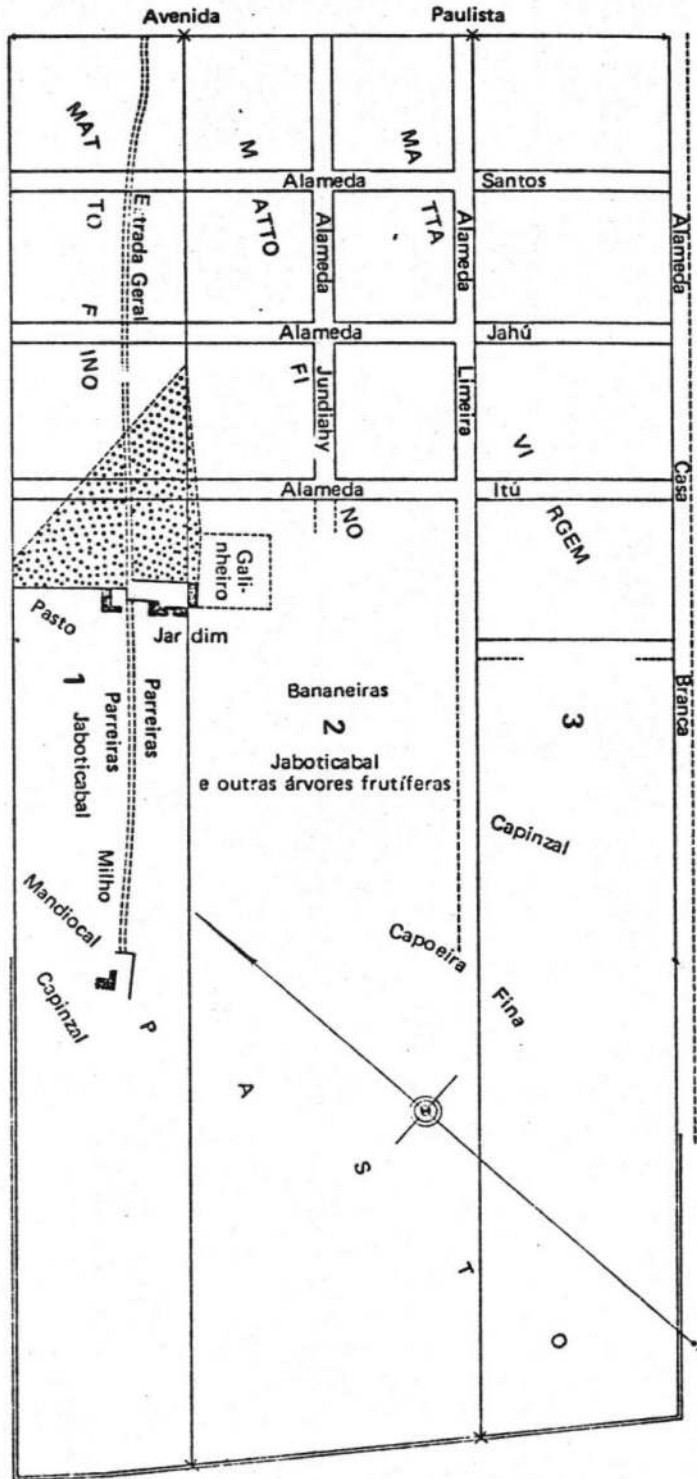 Avenida Paulista
MAT TO F INO
M ATTO FI NO
MA TTA VI RGEM
Alameda Santos
E trada Geral
Alameda Jundiahy
Alameda Limeira
Alameda Casa Branca
Alameda Jahú
Alameda Itú
Gali-
nheiro
Pasto
Jar dim
1
Parreiras
Parreiras
Jaboticabal
Milho
Mandiocal
Capinzal
Bananeiras
2
Jaboticabal
e outras árvores frutíferas
3
Capinzal
Capoeira Fina
P A S T O